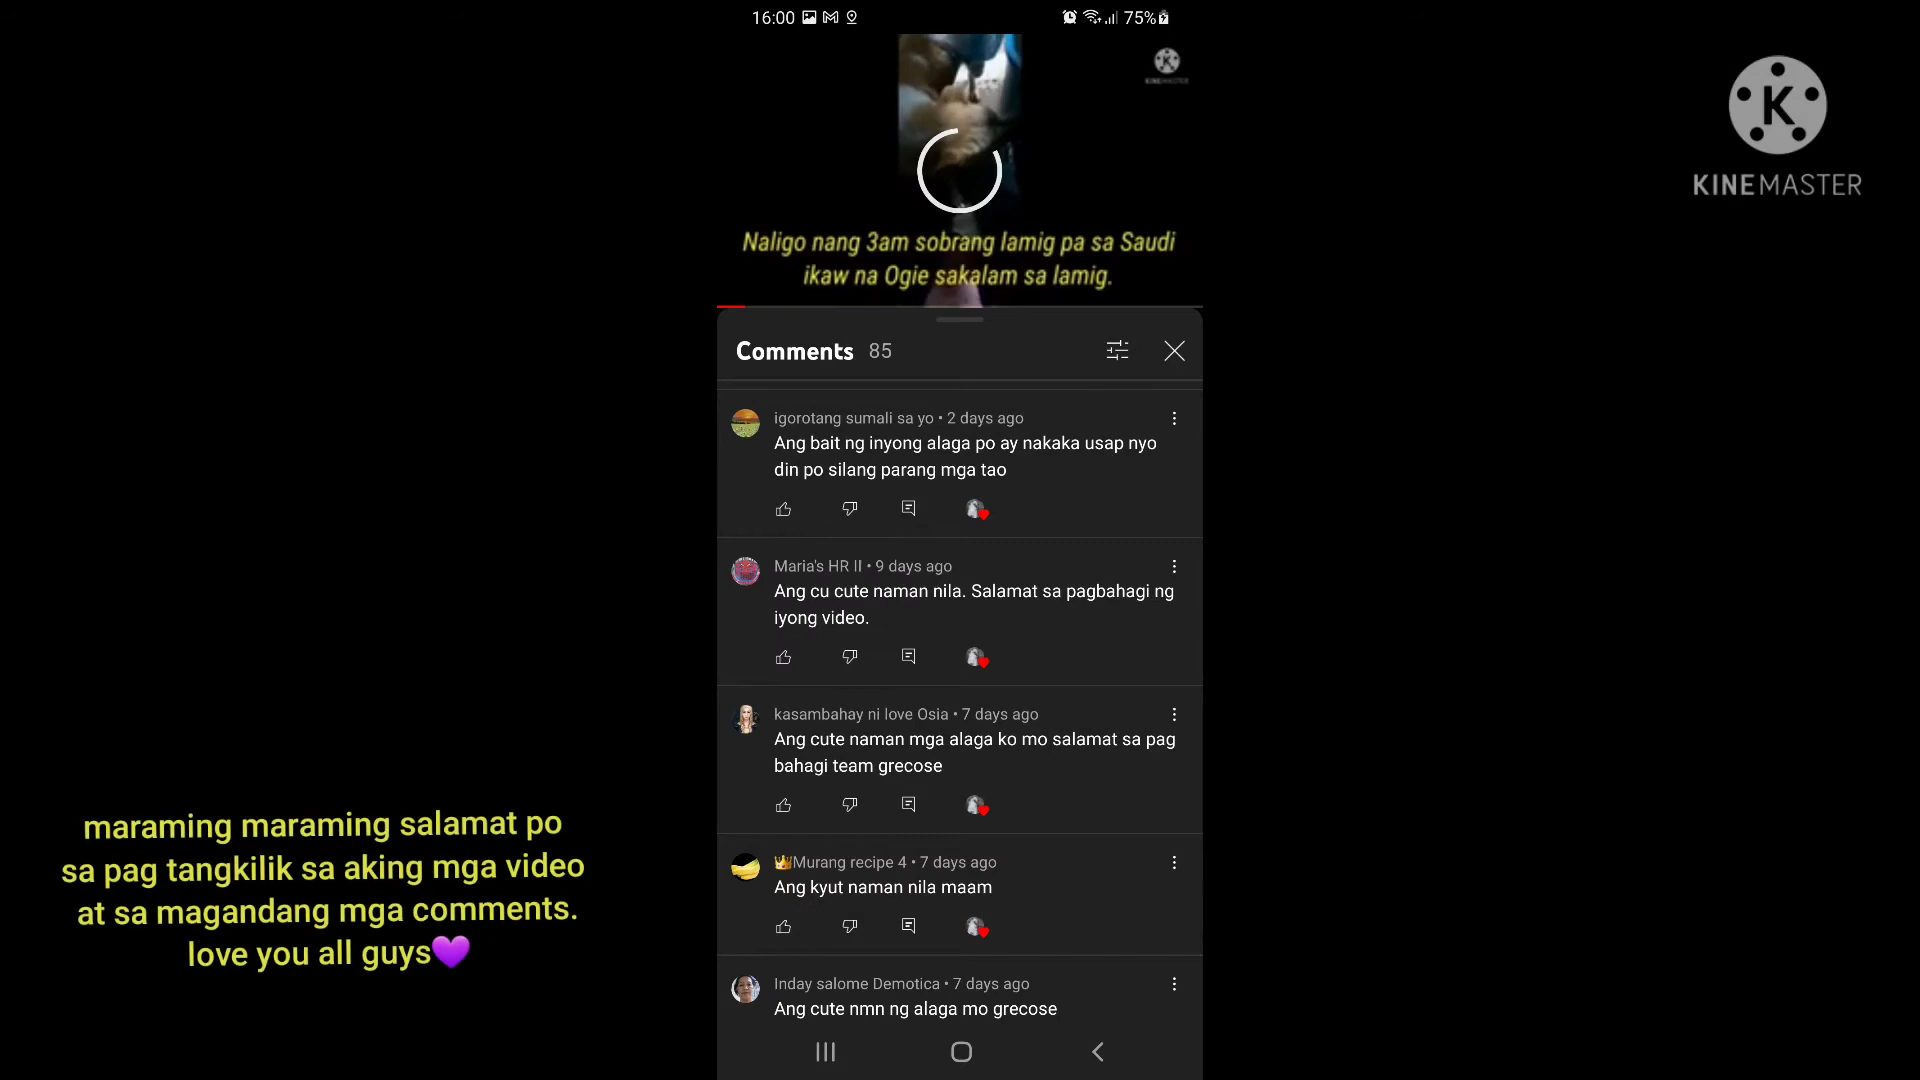 16:00
75%
KINEMASTER
KINEMASTER
Naligo nang 3am sobrang lamig pa sa Saudi
ikaw na Ogie sakalam sa lamig.
Comments 85
igorotang sumali sa yo • 2 days ago
Ang bait ng inyong alaga po ay nakaka usap nyo
din po silang parang mga tao
Maria's HR II • 9 days ago
Ang cu cute naman nila. Salamat sa pagbahagi ng
iyong video.
kasambahay ni love Osia • 7 days ago
Ang cute naman mga alaga ko mo salamat sa pag
bahagi team grecose
👑Murang recipe 4 • 7 days ago
Ang kyut naman nila maam
Inday salome Demotica • 7 days ago
Ang cute nmn ng alaga mo grecose
maraming maraming salamat po
sa pag tangkilik sa aking mga video
at sa magandang mga comments.
love you all guys💜